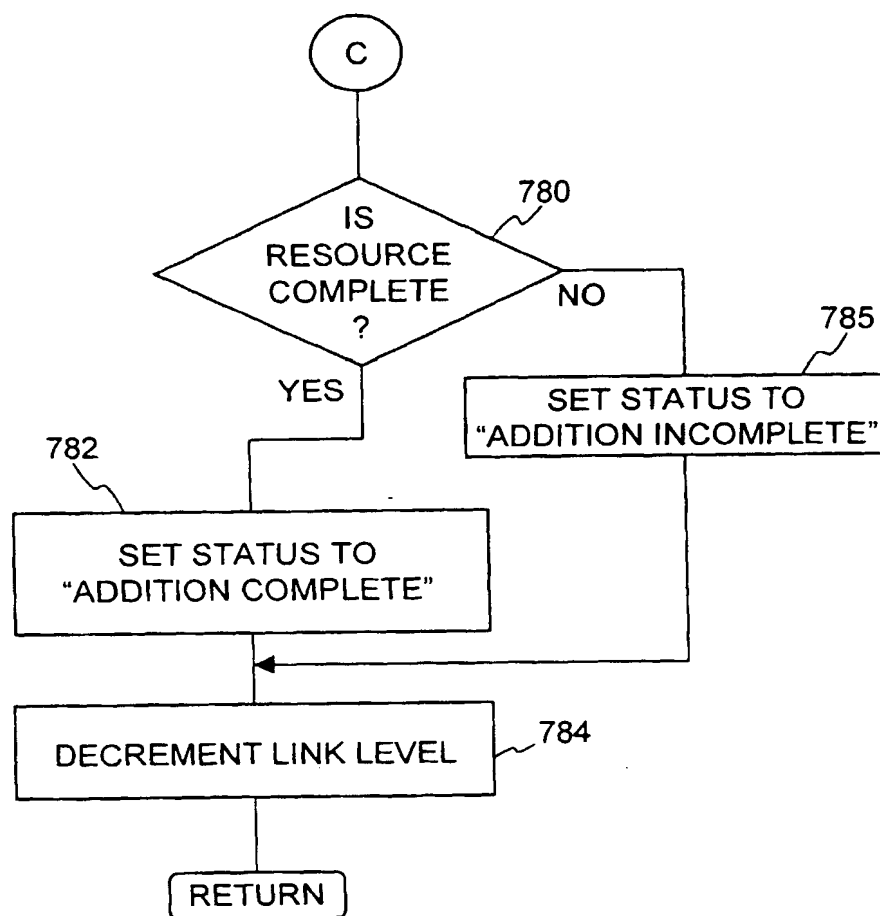 C
780
IS
RESOURCE
COMPLETE
?
NO
YES
785
SET STATUS TO
“ADDITION INCOMPLETE”
782
SET STATUS TO
“ADDITION COMPLETE”
DECREMENT LINK LEVEL
784
RETURN